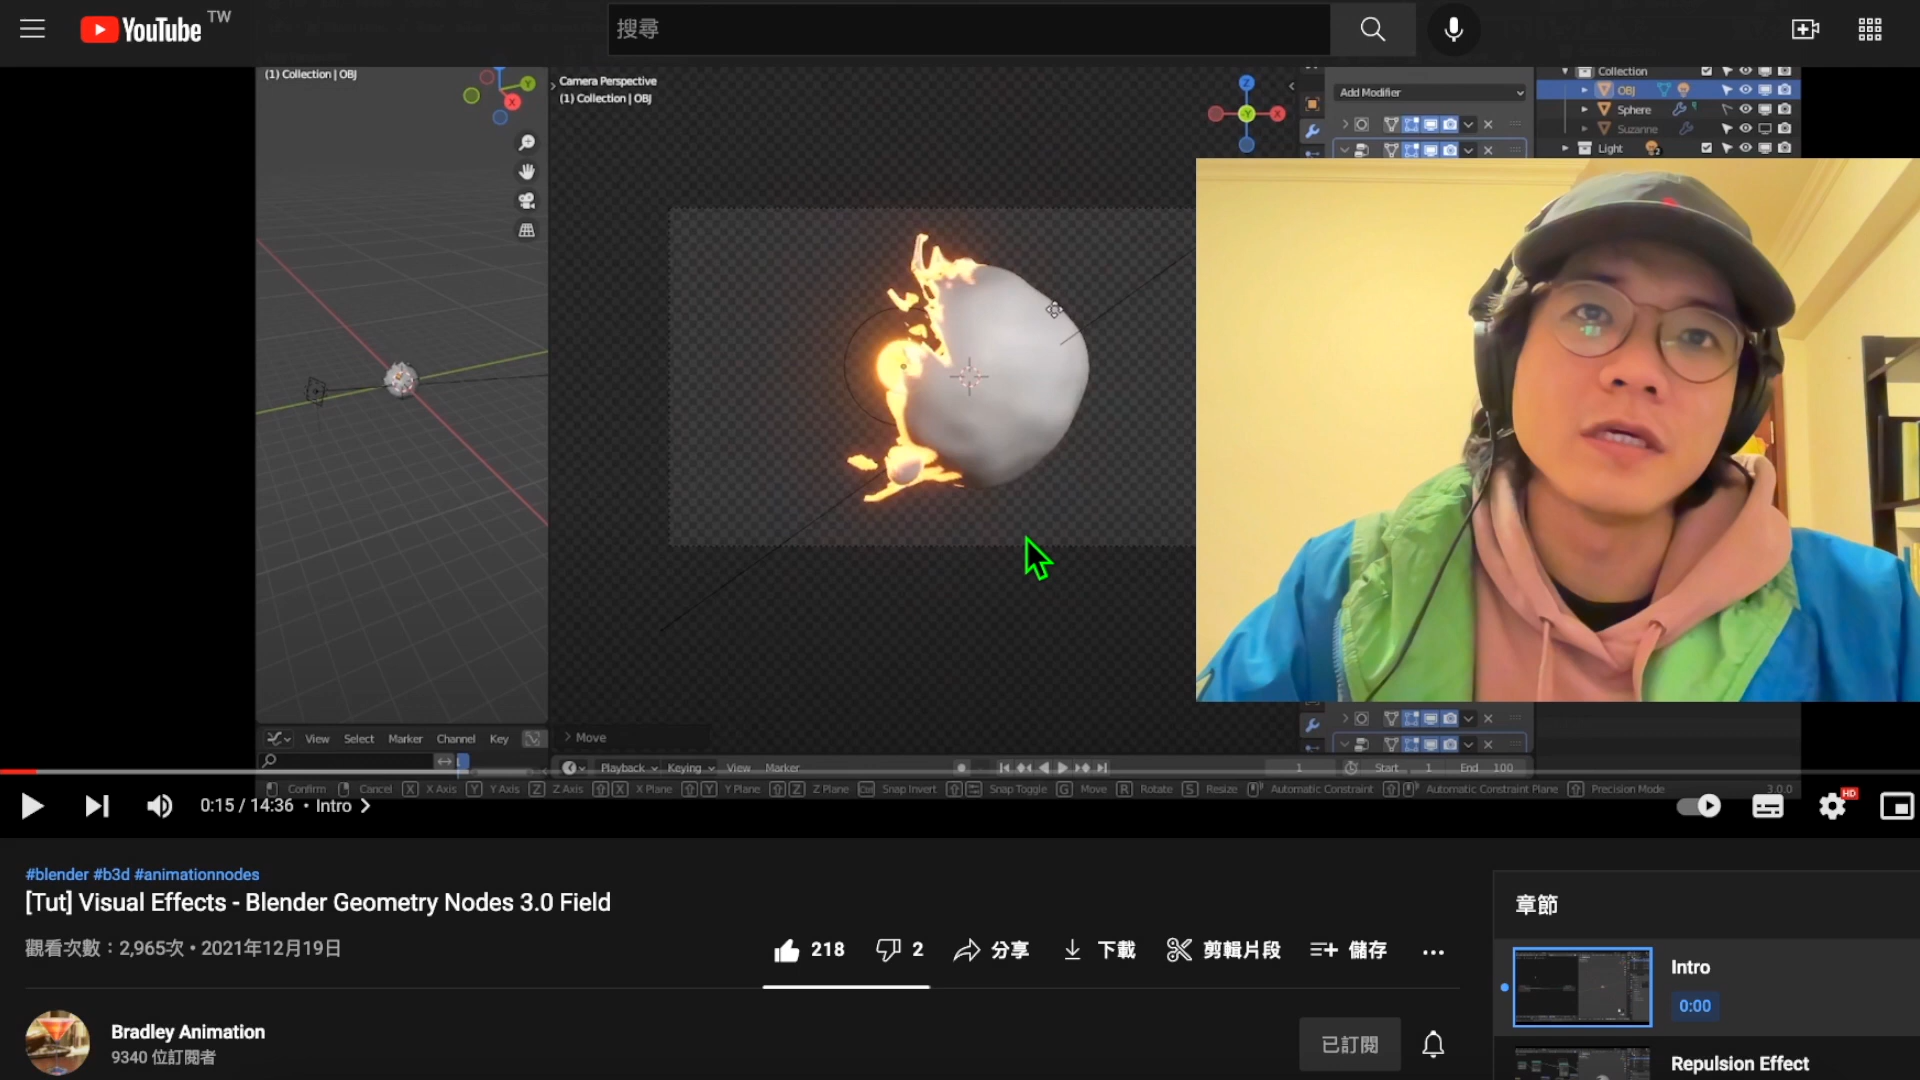 YouTube TW
搜尋
(1) Collection | OBJ
Camera Perspective
(1) Collection | OBJ
Add Modifier
Collection
OBJ
Sphere
Suzanne
Light
View Select Marker Channel Key
Move
Playback Keying View Marker
1 Start 1 End 100
Confirm Cancel X X Axis Y Y Axis Z Z Axis X X Plane Y Y Plane Z Z Plane Snap Invert Snap Toggle G Move R Rotate S Resize Automatic Constraint Automatic Constraint Plane Precision Mode 3.0.0
0:15 / 14:36 • Intro
HD
#blender #b3d #animationnodes
[Tut] Visual Effects - Blender Geometry Nodes 3.0 Field
觀看次數：2,965次 • 2021年12月19日
218 2 分享 下載 剪輯片段 儲存
Bradley Animation
9340 位訂閱者
已訂閱
章節
Intro
0:00
Repulsion Effect